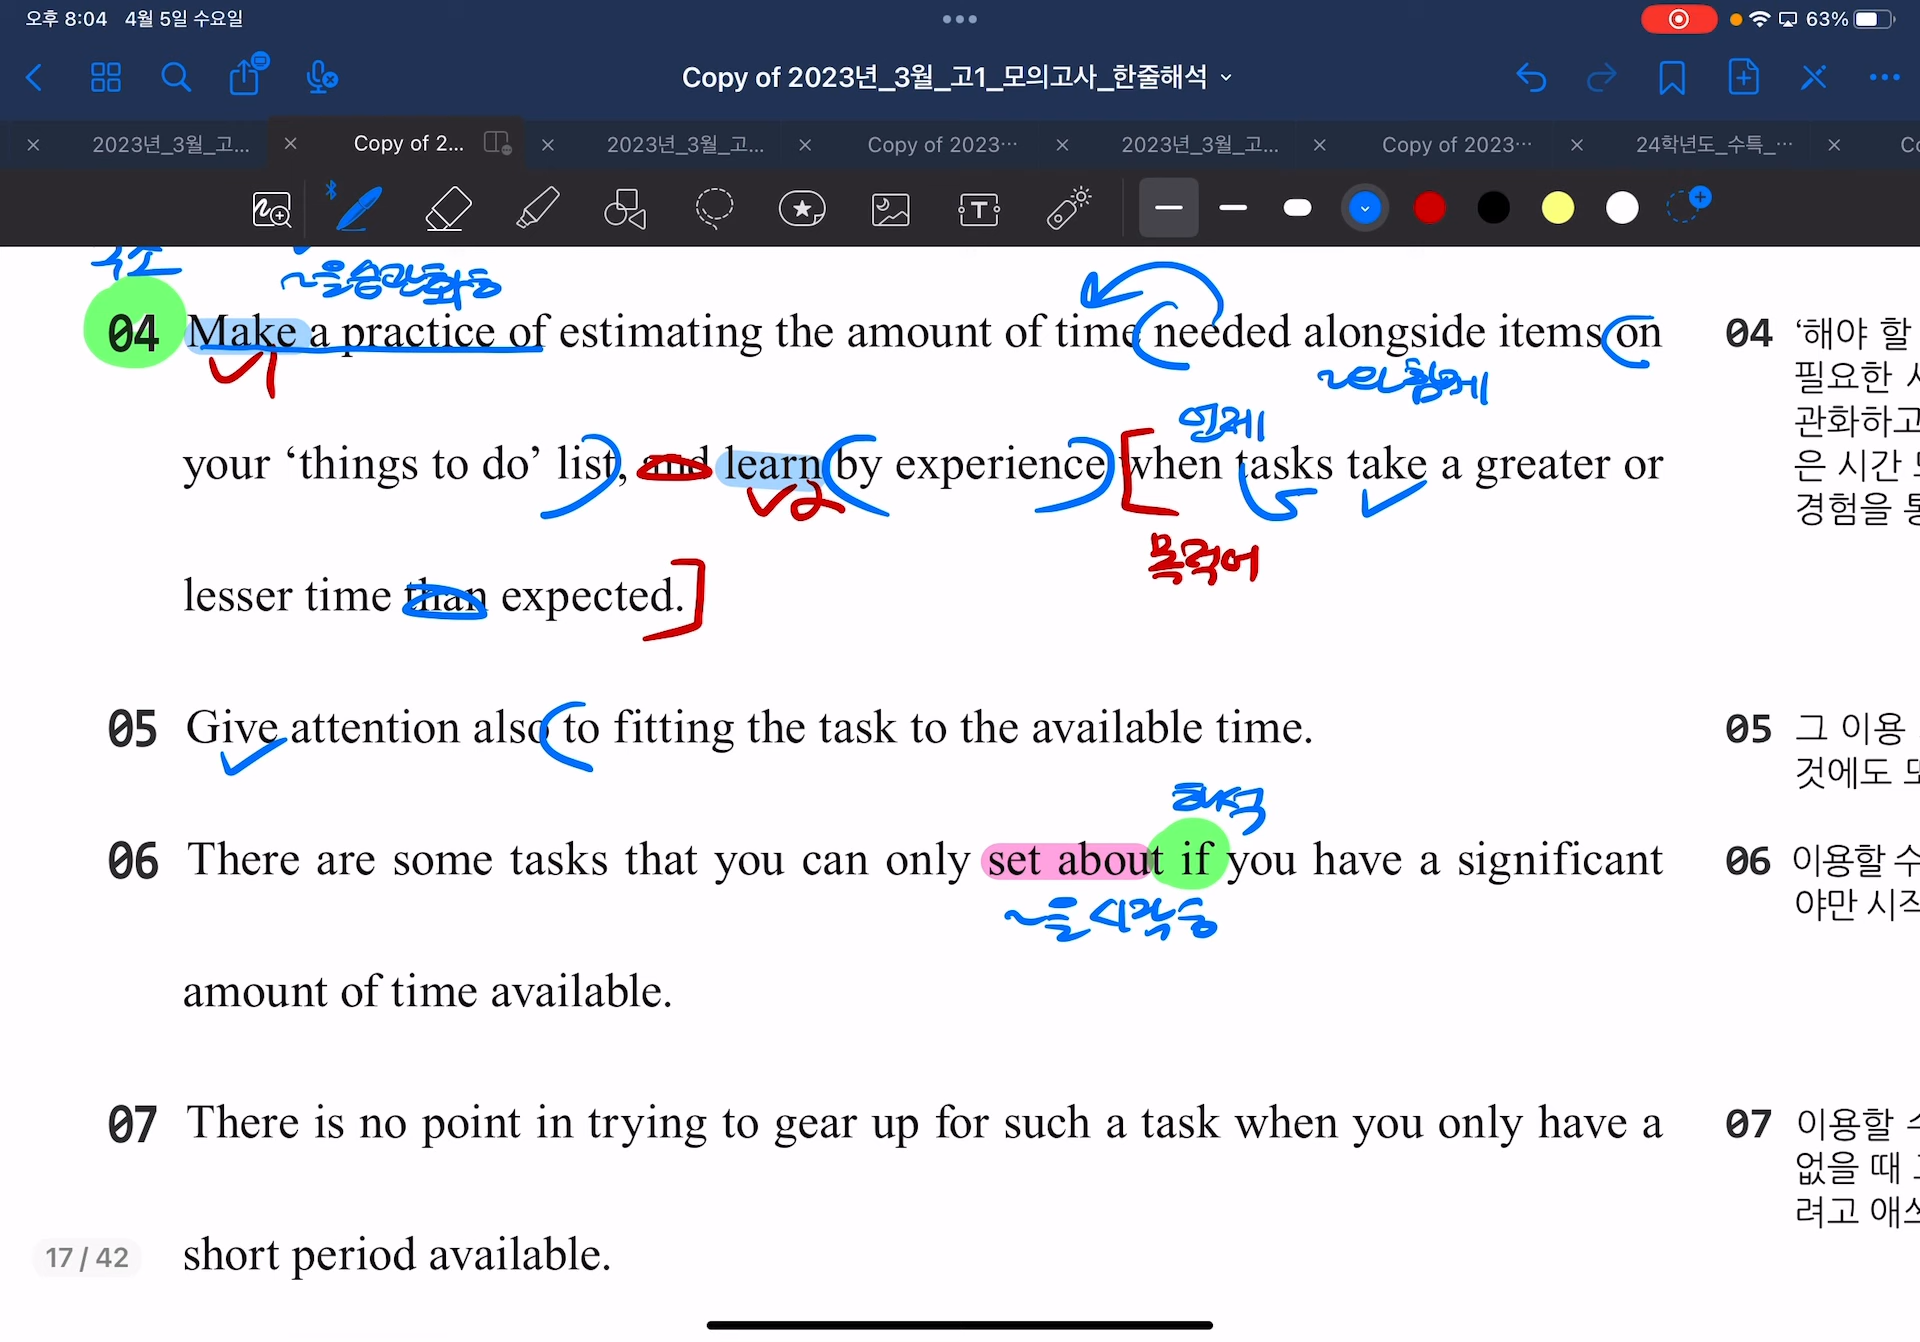 오후 8:04 4월 5일 수요일
63%
Copy of 2023년_3월_고1_모의고사_한줄해석
2023년_3월_고...
Copy of 2...
2023년_3월_고...
Copy of 2023...
2023년_3월_고...
Copy of 2023...
24학년도_수특_...
~을 습관화함
04 Make a practice of estimating the amount of time needed alongside items on
~와 함께
언제
your ‘things to do’ list, and learn by experience when tasks take a greater or
1
2
목적어
lesser time than expected.
05 Give attention also to fitting the task to the available time.
해석
06 There are some tasks that you can only set about if you have a significant
~을 시작함
amount of time available.
07 There is no point in trying to gear up for such a task when you only have a
short period available.
17 / 42
04 ‘해야 할
필요한
관화하고
은 시간
경험을
05 그 이용
것에도
06 이용할 수
야만 시작
07 이용할
없을 때
려고